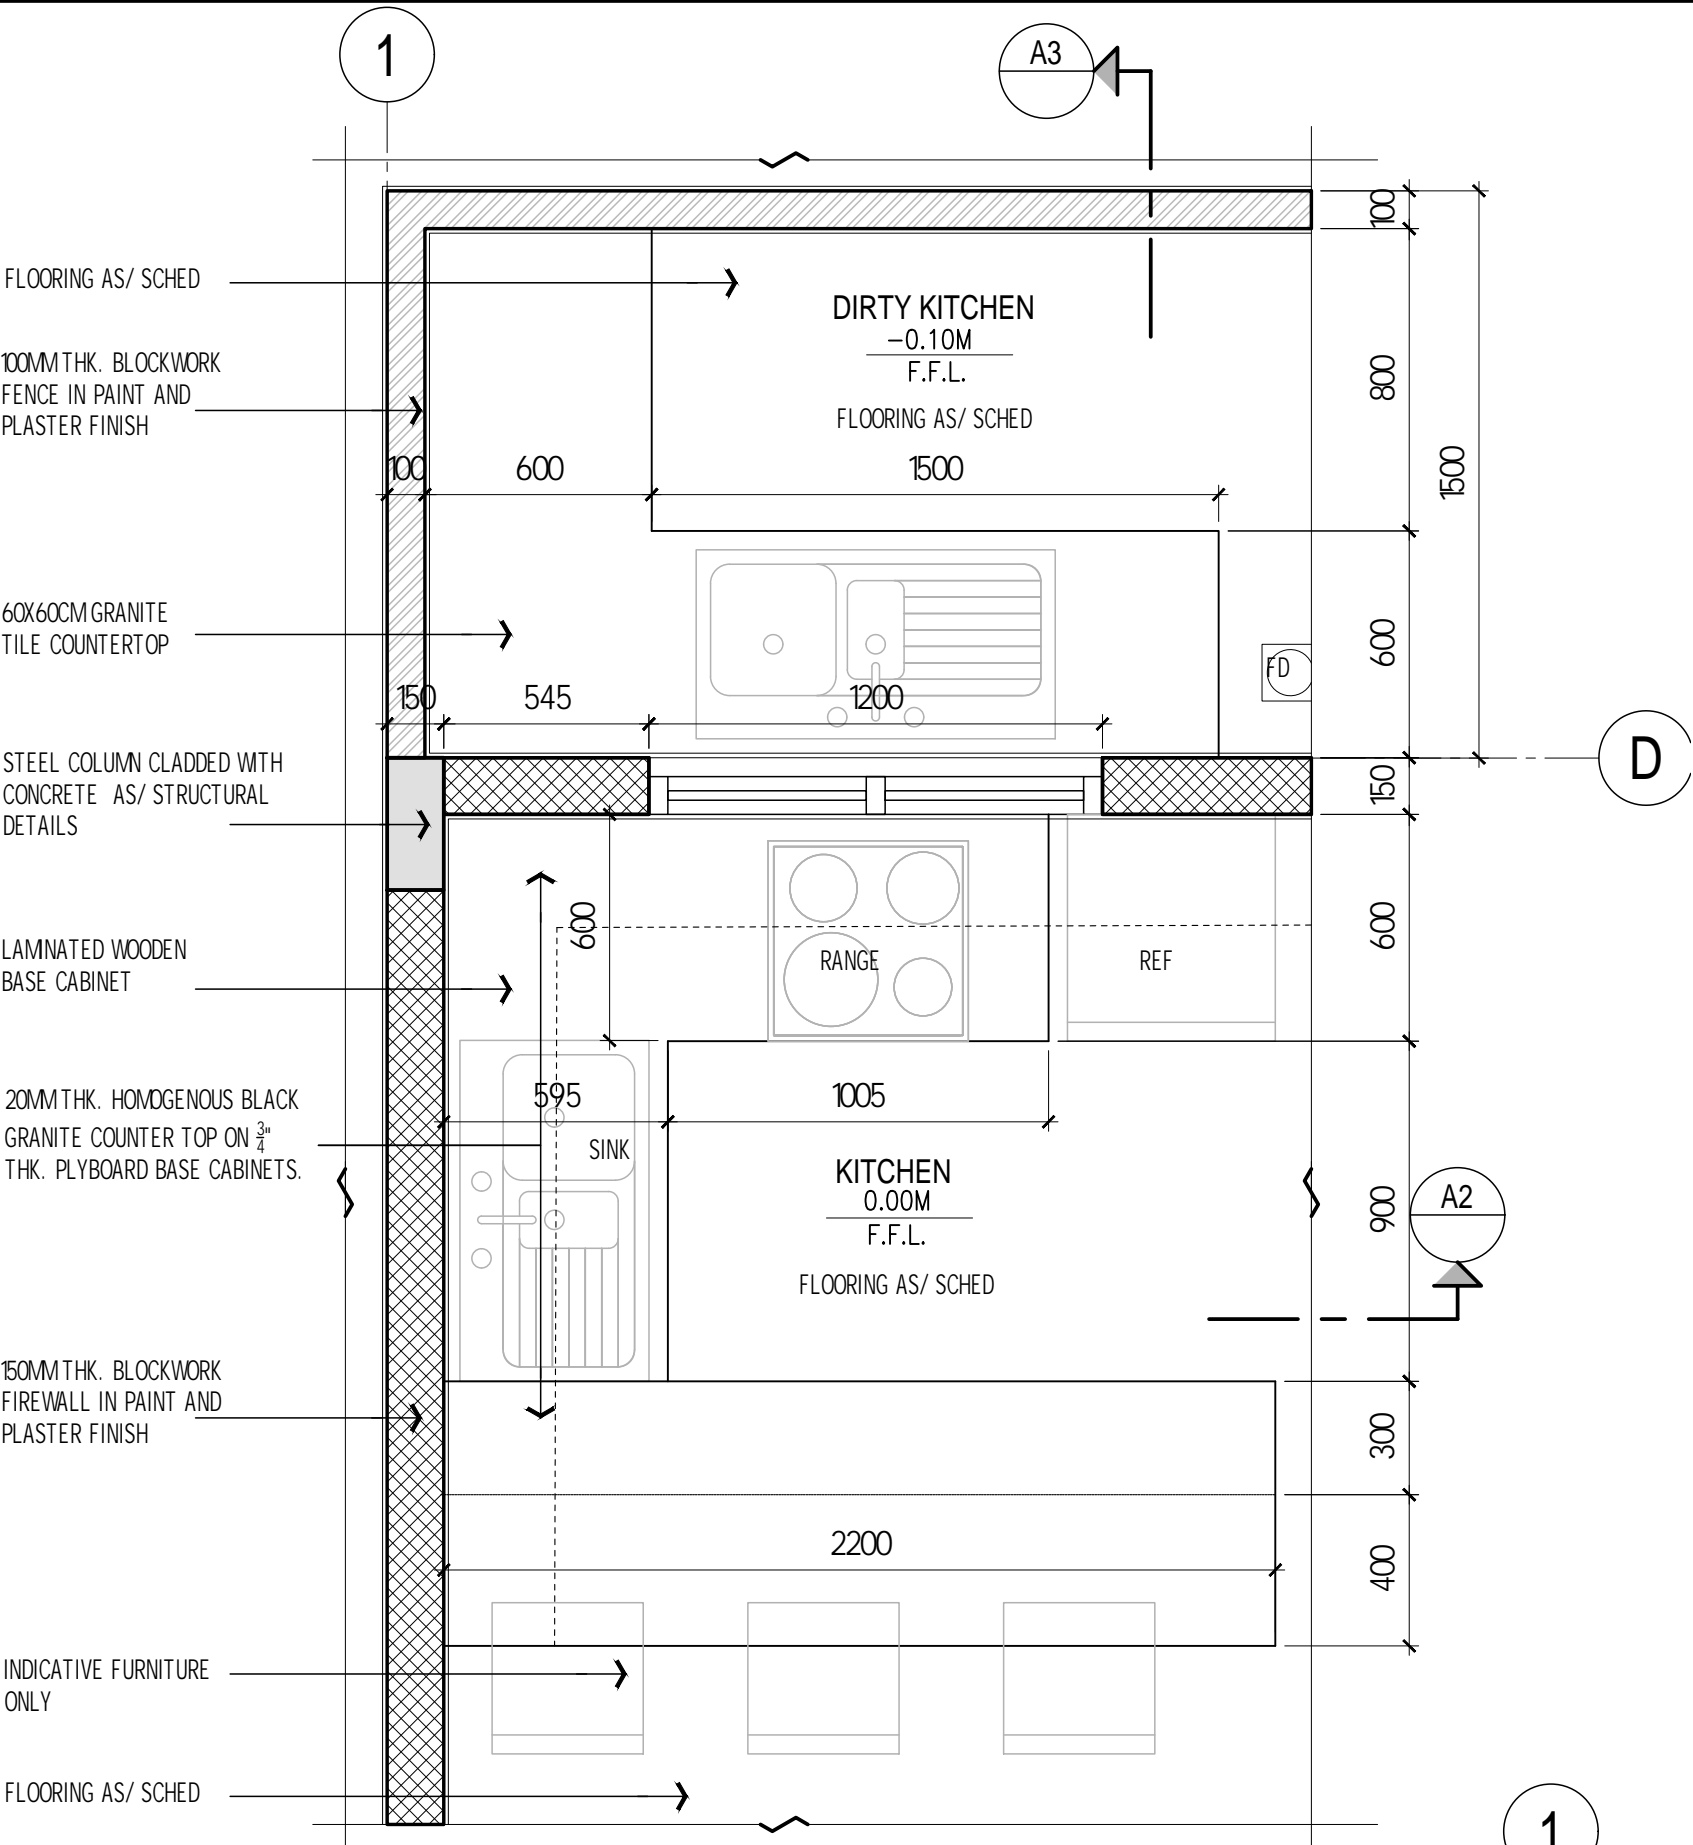 1
A3
100
FLOORING AS/ SCHED
DIRTY KITCHEN
-0.10M
F.F.L.
FLOORING AS/ SCHED
100MM THK. BLOCKWORK
FENCE IN PAINT AND
PLASTER FINISH
800
100
600
1500
1500
60X60CM GRANITE
TILE COUNTERTOP
600
FD
150
545
1200
STEEL COLUMN CLADDED WITH
CONCRETE AS/ STRUCTURAL
DETAILS
D
150
LAMINATED WOODEN
BASE CABINET
600
RANGE
REF
600
20MM THK. HOMOGENOUS BLACK
GRANITE COUNTER TOP ON 3/4"
THK. PLYBOARD BASE CABINETS.
595
1005
SINK
KITCHEN
0.00M
F.F.L.
FLOORING AS/ SCHED
900
A2
150MM THK. BLOCKWORK
FIREWALL IN PAINT AND
PLASTER FINISH
300
2200
400
INDICATIVE FURNITURE
ONLY
FLOORING AS/ SCHED
1